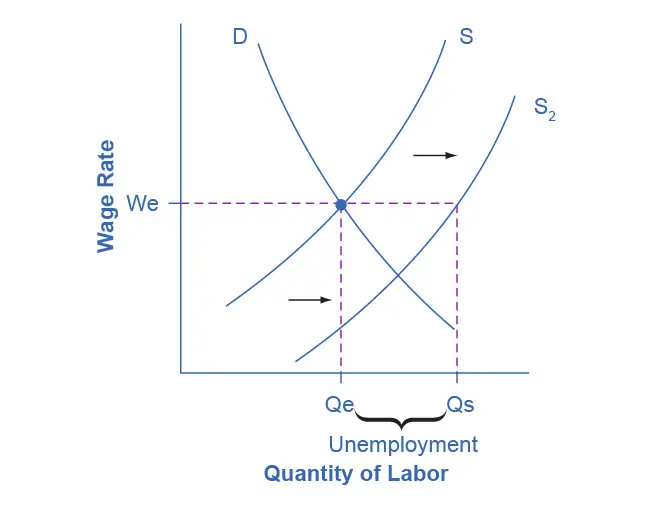 D
S
S₂
Wage Rate
We
Qe
Qs
Unemployment
Quantity of Labor